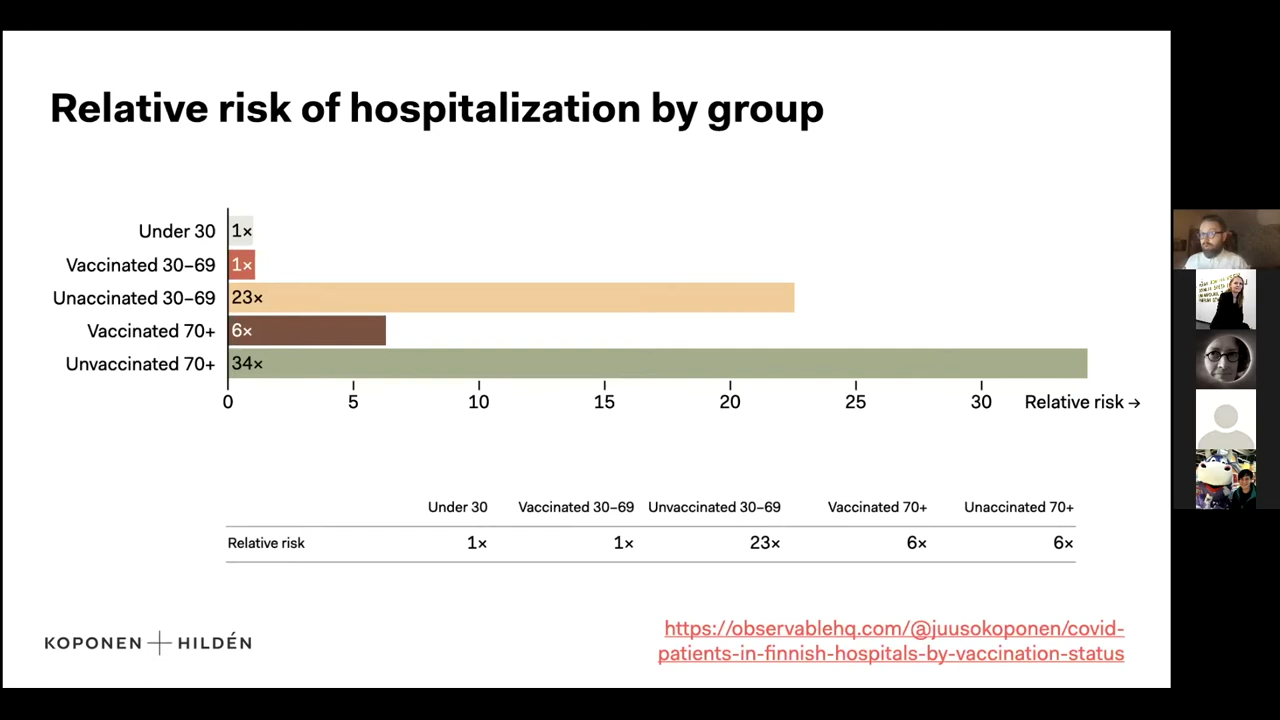 Relative risk of hospitalization by group
Under 30 1×
Vaccinated 30–69 1×
Unaccinated 30–69 23×
Vaccinated 70+ 6×
Unvaccinated 70+ 34×
0 5 10 15 20 25 30 Relative risk →
Under 30 Vaccinated 30–69 Unvaccinated 30–69 Vaccinated 70+ Unaccinated 70+
Relative risk 1× 1× 23× 6× 6×
KOPONEN + HILDÉN
https://observablehq.com/@juusokoponen/covid-
patients-in-finnish-hospitals-by-vaccination-status